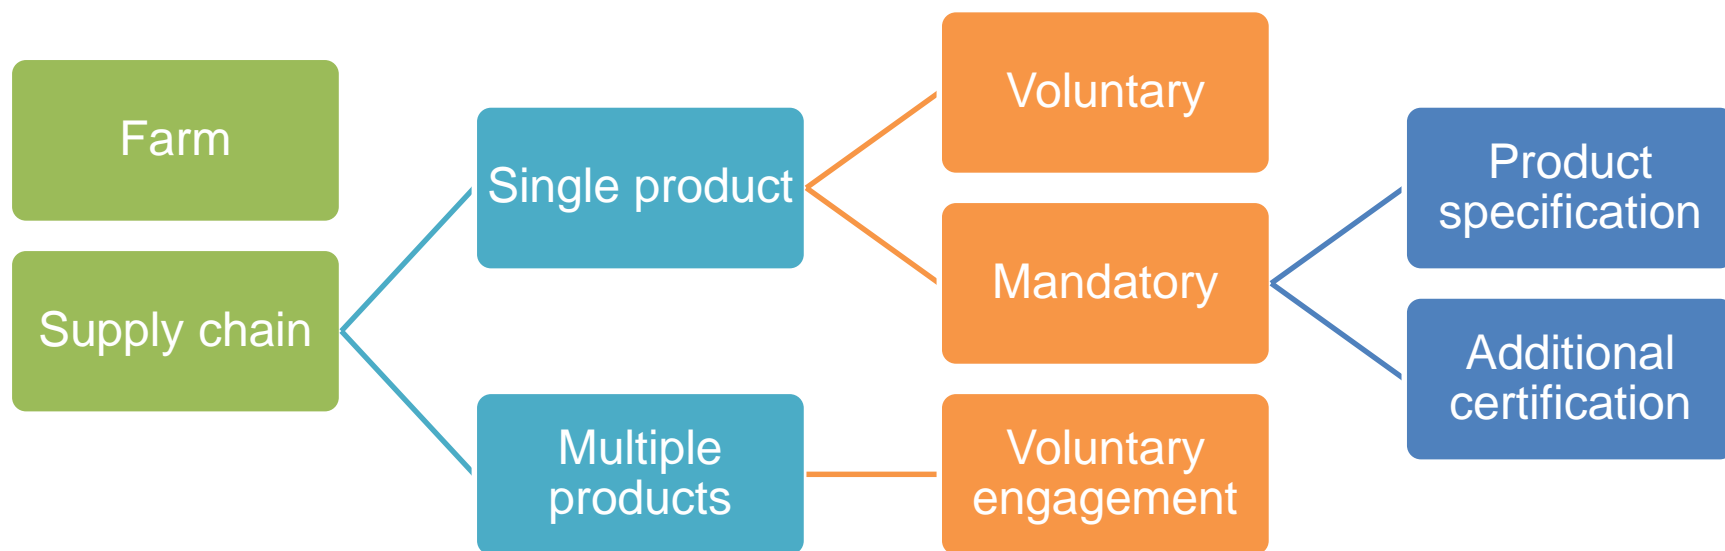 Farm
Supply chain
Single product
Multiple
products
Voluntary
Mandatory
Voluntary
engagement
Product
specification
Additional
certification